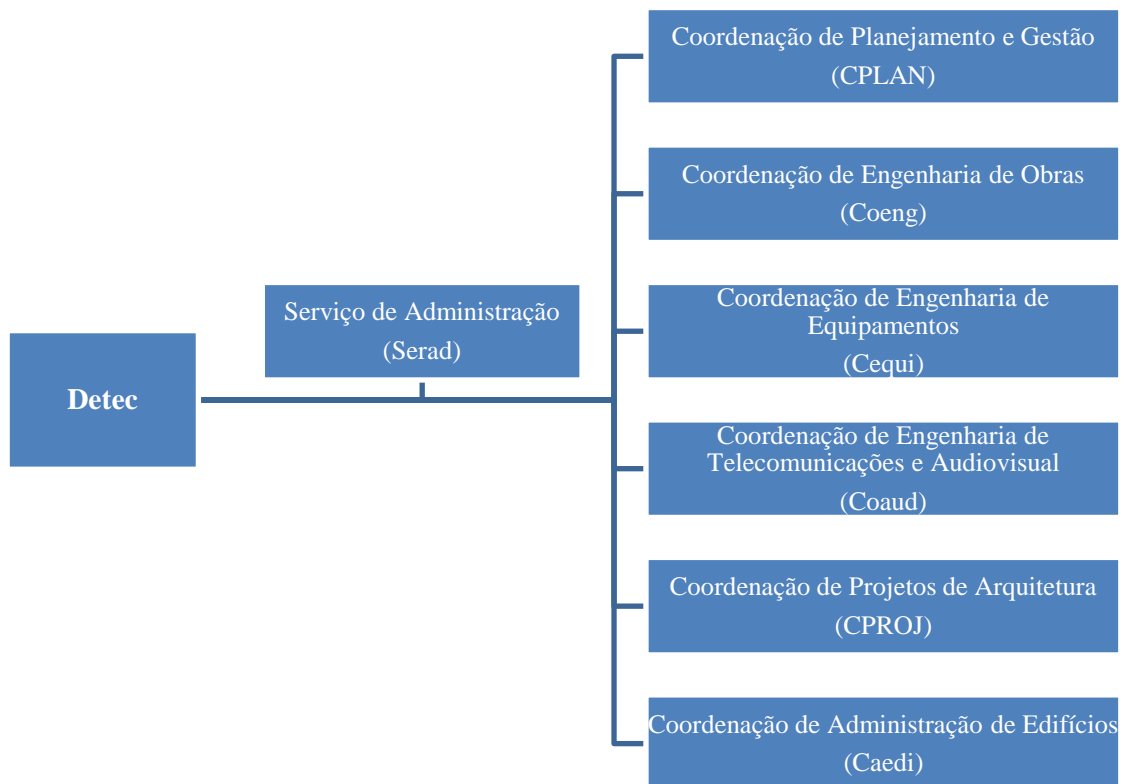 Coordenação de Planejamento e Gestão
(CPLAN)
Coordenação de Engenharia de Obras
(Coeng)
Serviço de Administração
(Serad)
Coordenação de Engenharia de
Equipamentos
(Cequi)
Detec
Coordenação de Engenharia de
Telecomunicações e Audiovisual
(Coaud)
Coordenação de Projetos de Arquitetura
(CPROJ)
Coordenação de Administração de Edifícios
(Caedi)